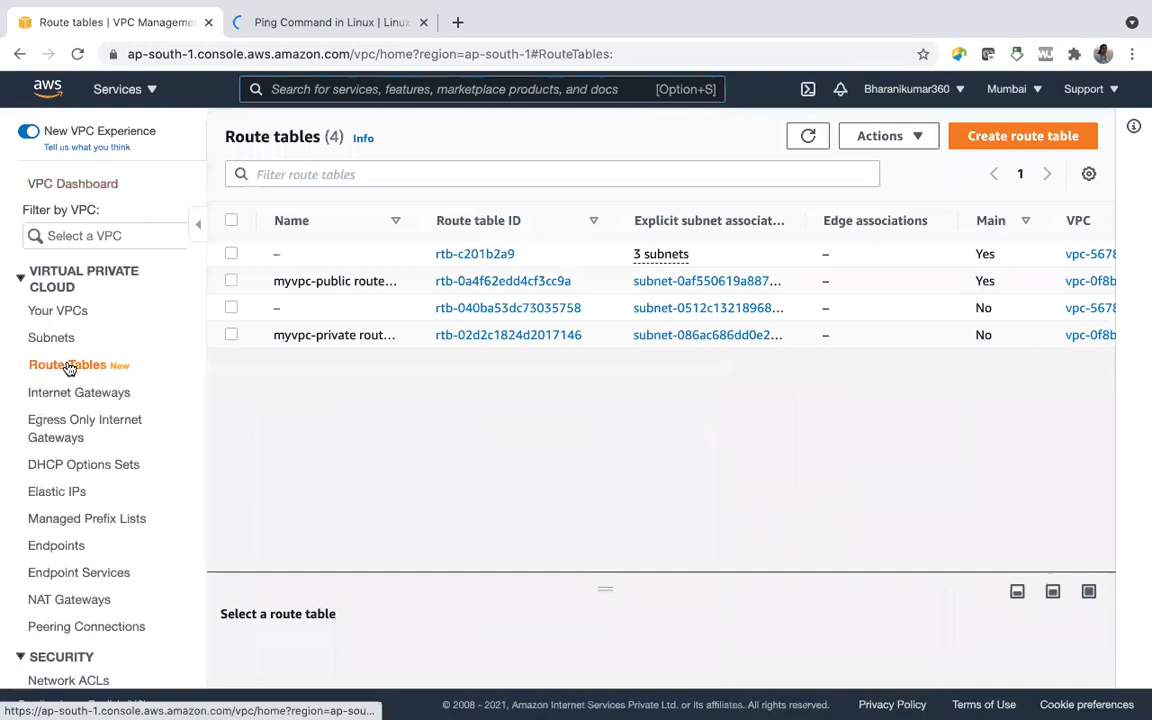 Route tables | VPC Managemen
Ping Command in Linux | Linux
ap-south-1.console.aws.amazon.com/vpc/home?region=ap-south-1#RouteTables:
aws
Services
Search for services, features, marketplace products, and docs
[Option+S]
Bharanikumar360
Mumbai
Support
New VPC Experience
Tell us what you think
VPC Dashboard
Filter by VPC:
Select a VPC
VIRTUAL PRIVATE
CLOUD
Your VPCs
Subnets
Route Tables New
Internet Gateways
Egress Only Internet
Gateways
DHCP Options Sets
Elastic IPs
Managed Prefix Lists
Endpoints
Endpoint Services
NAT Gateways
Peering Connections
SECURITY
Network ACLs
Route tables (4) Info
Actions
Create route table
Filter route tables
1
Name Route table ID Explicit subnet associat... Edge associations Main VPC
– rtb-c201b2a9 3 subnets – Yes vpc-5678
myvpc-public route... rtb-0a4f62edd4cf3cc9a subnet-0af550619a887... – Yes vpc-0f8b
– rtb-040ba53dc73035758 subnet-0512c13218968... – No vpc-5678
myvpc-private rout... rtb-02d2c1824d2017146 subnet-086ac686dd0e2... – No vpc-0f8b
Select a route table
https://ap-south-1.console.aws.amazon.com/vpc/home?region=ap-sou...
© 2008 - 2021, Amazon Internet Services Private Ltd. or its affiliates. All rights reserved.
Privacy Policy
Terms of Use
Cookie preferences